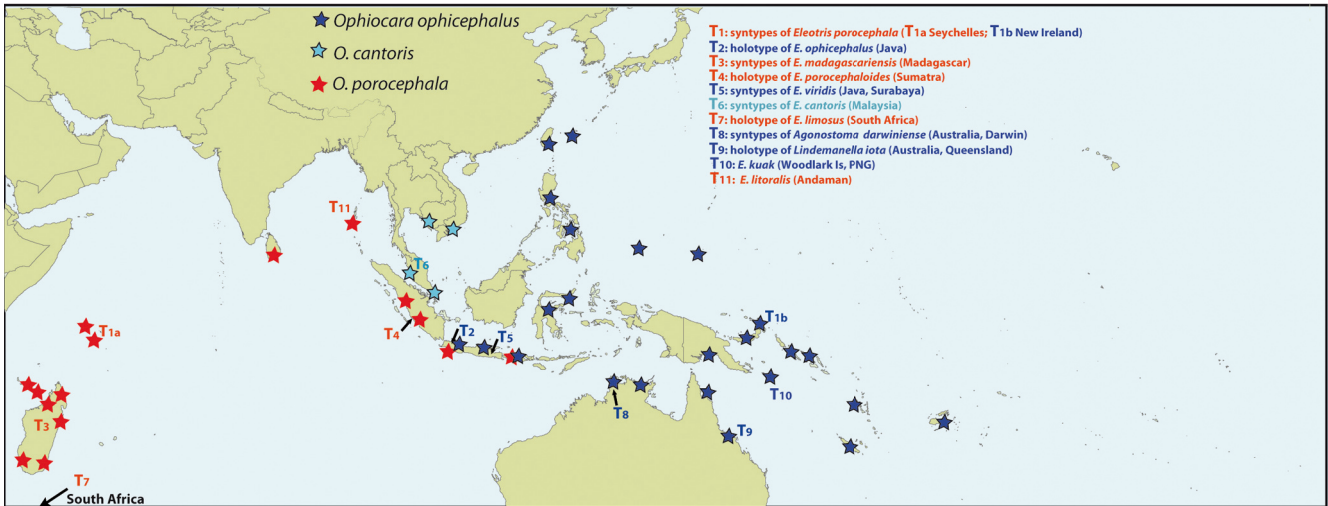 Ophiocara ophicephalus
O. cantoris
O. porocephala
T1: syntypes of Eleotris porocephala (T1a Seychelles; T1b New Ireland)
T2: holotype of E. ophicephalus (Java)
T3: syntypes of E. madagascariensis (Madagascar)
T4: holotype of E. porocephaloides (Sumatra)
T5: syntypes of E. viridis (Java, Surabaya)
T6: syntypes of E. cantoris (Malaysia)
T7: holotype of E. limosus (South Africa)
T8: syntypes of Agonostoma darwiniense (Australia, Darwin)
T9: holotype of Lindemanella iota (Australia, Queensland)
T10: E. kuak (Woodlark Is, PNG)
T11: E. litoralis (Andaman)
T11
T6
T1a
T4
T2
T5
T1b
T10
T8
T3
T9
T7
South Africa